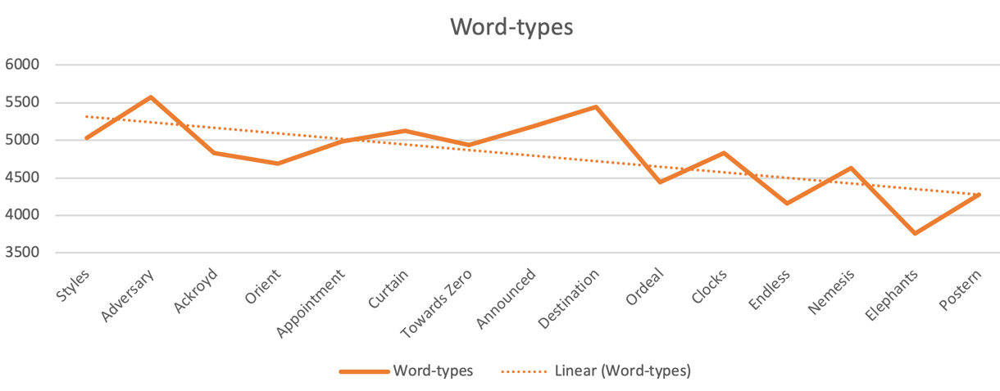 Word-types
6000
5500
5000
4500
4000
3500
Styles
Adversary
Ackroyd
Orient
Appointment
Curtain
Towards Zero
Announced
Destination
Ordeal
Clocks
Endless
Nemesis
Elephants
Postern
Word-types
Linear (Word-types)